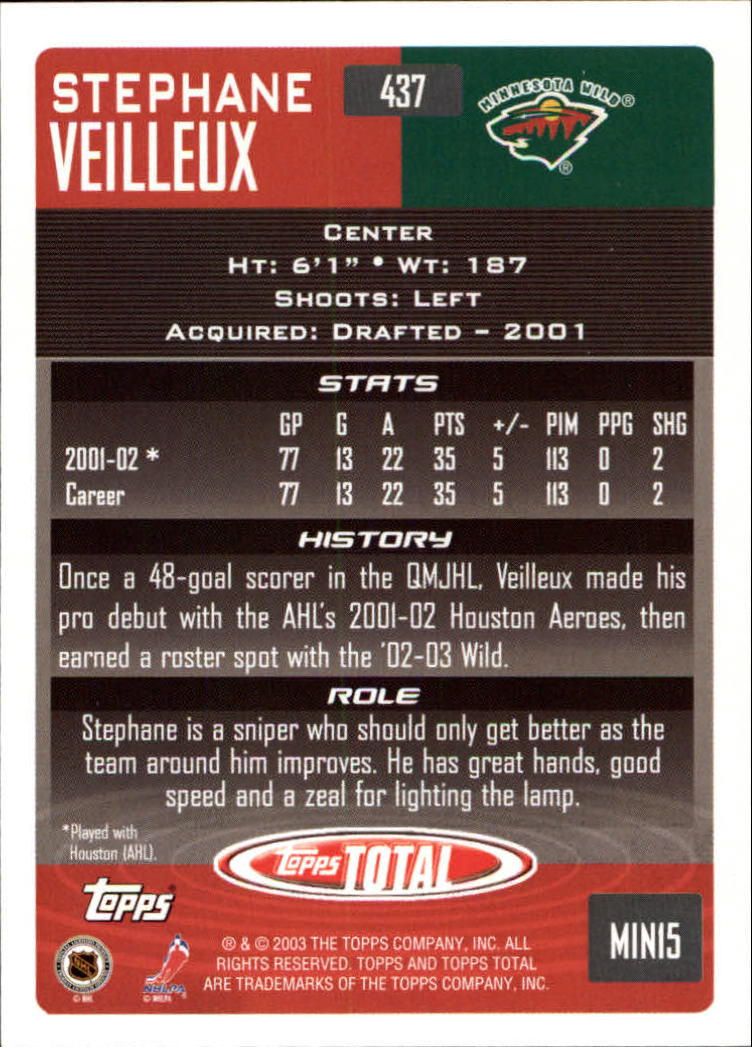 STEPHANE
VEILLEUX
437
MINNESOTA WILD®
®
CENTER
HT: 6'1" • WT: 187
SHOOTS: LEFT
ACQUIRED: DRAFTED – 2001
STATS
GP G A PTS +/- PIM PPG SHG
2001-02 * 77 13 22 35 5 113 0 2
Career 77 13 22 35 5 113 0 2
HISTORY
Once a 48-goal scorer in the QMJHL, Veilleux made his
pro debut with the AHL's 2001-02 Houston Aeroes, then
earned a roster spot with the '02-03 Wild.
ROLE
Stephane is a sniper who should only get better as the
team around him improves. He has great hands, good
speed and a zeal for lighting the lamp.
*Played with
Houston (AHL).
topps TOTAL
topps®
MIN15
® & © 2003 THE TOPPS COMPANY, INC. ALL
RIGHTS RESERVED. TOPPS AND TOPPS TOTAL
ARE TRADEMARKS OF THE TOPPS COMPANY, INC.
NHL
© NHL
NHLPA
© NHLPA